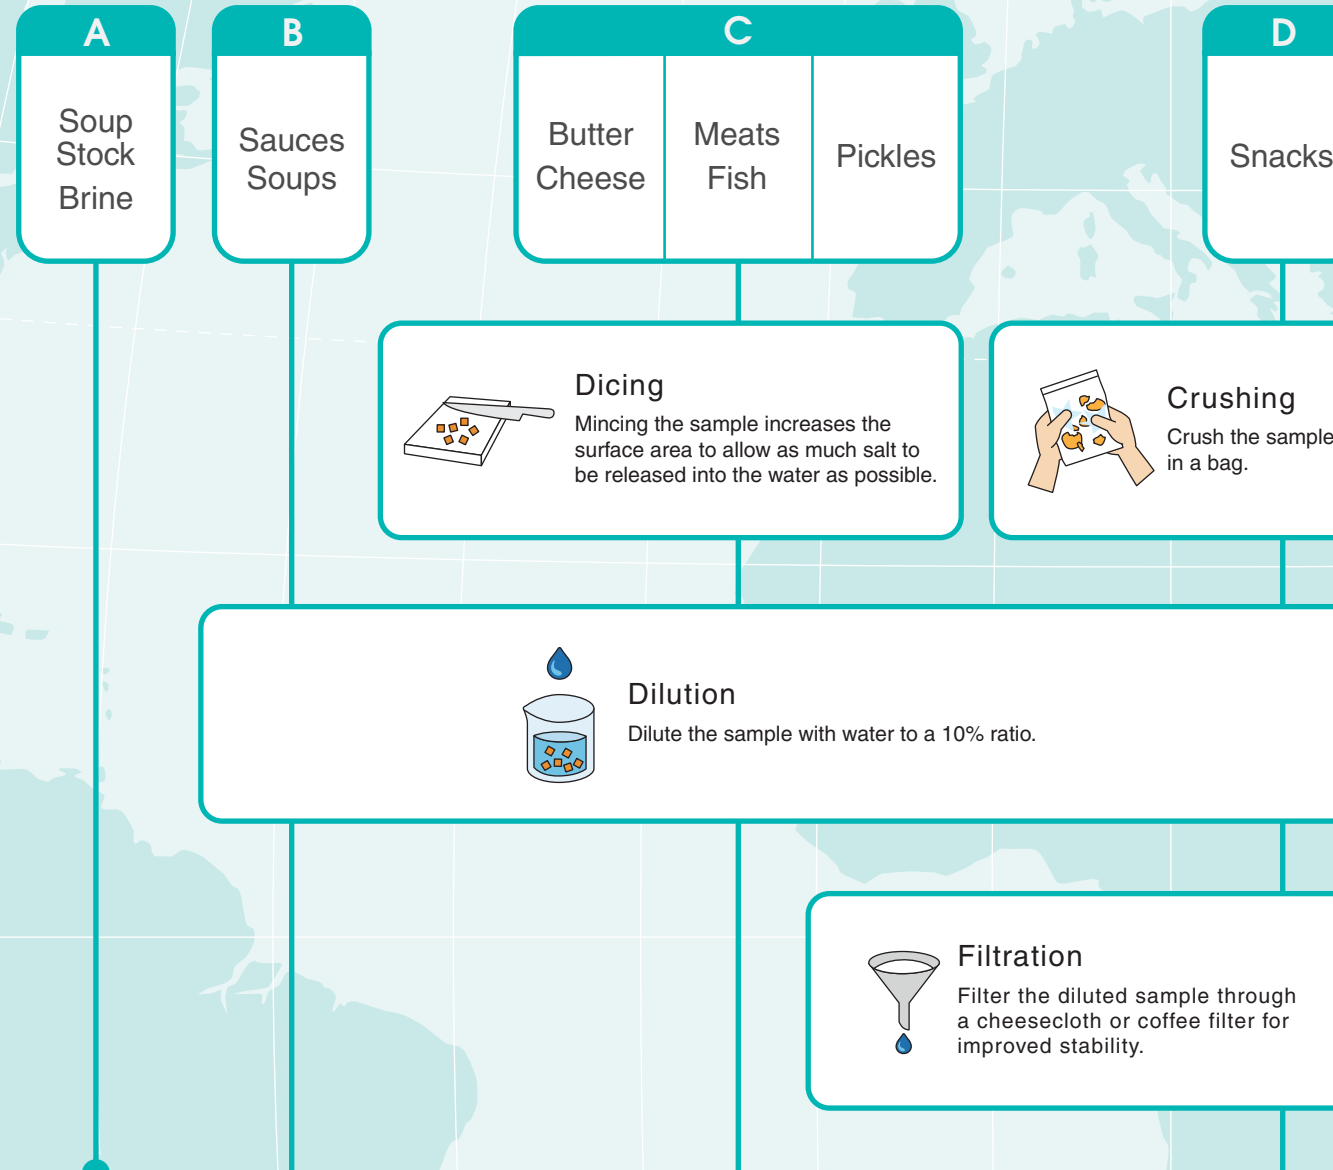 A
Soup
Stock
Brine
B
Sauces
Soups
C
Butter
Cheese
Meats
Fish
Pickles
D
Snacks
Dicing
Mincing the sample increases the
surface area to allow as much salt to
be released into the water as possible.
Crushing
Crush the sample
in a bag.
Dilution
Dilute the sample with water to a 10% ratio.
Filtration
Filter the diluted sample through
a cheesecloth or coffee filter for
improved stability.